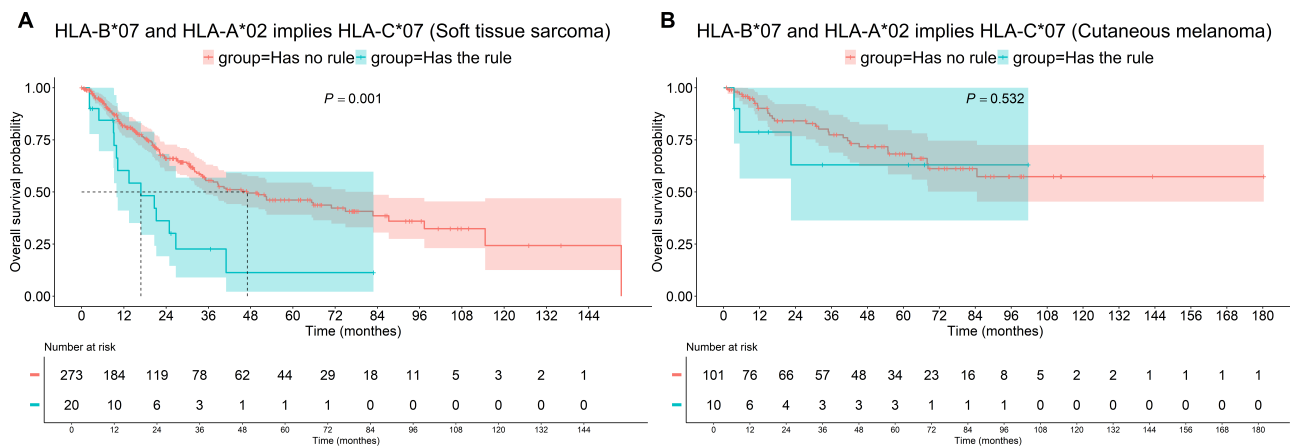 A
HLA-B*07 and HLA-A*02 implies HLA-C*07 (Soft tissue sarcoma)
group=Has no rule group=Has the rule
P = 0.001
Overall survival probability
1.00
0.75
0.50
0.25
0.00
0 12 24 36 48 60 72 84 96 108 120 132 144
Time (monthes)
Number at risk
273 184 119 78 62 44 29 18 11 5 3 2 1
20 10 6 3 1 1 1 0 0 0 0 0 0
0 12 24 36 48 60 72 84 96 108 120 132 144
Time (monthes)
B
HLA-B*07 and HLA-A*02 implies HLA-C*07 (Cutaneous melanoma)
group=Has no rule group=Has the rule
P = 0.532
Overall survival probability
1.00
0.75
0.50
0.25
0.00
0 12 24 36 48 60 72 84 96 108 120 132 144 156 168 180
Time (monthes)
Number at risk
101 76 66 57 48 34 23 16 8 5 2 2 1 1 1 1
10 6 4 3 3 3 1 1 1 0 0 0 0 0 0 0
0 12 24 36 48 60 72 84 96 108 120 132 144 156 168 180
Time (monthes)